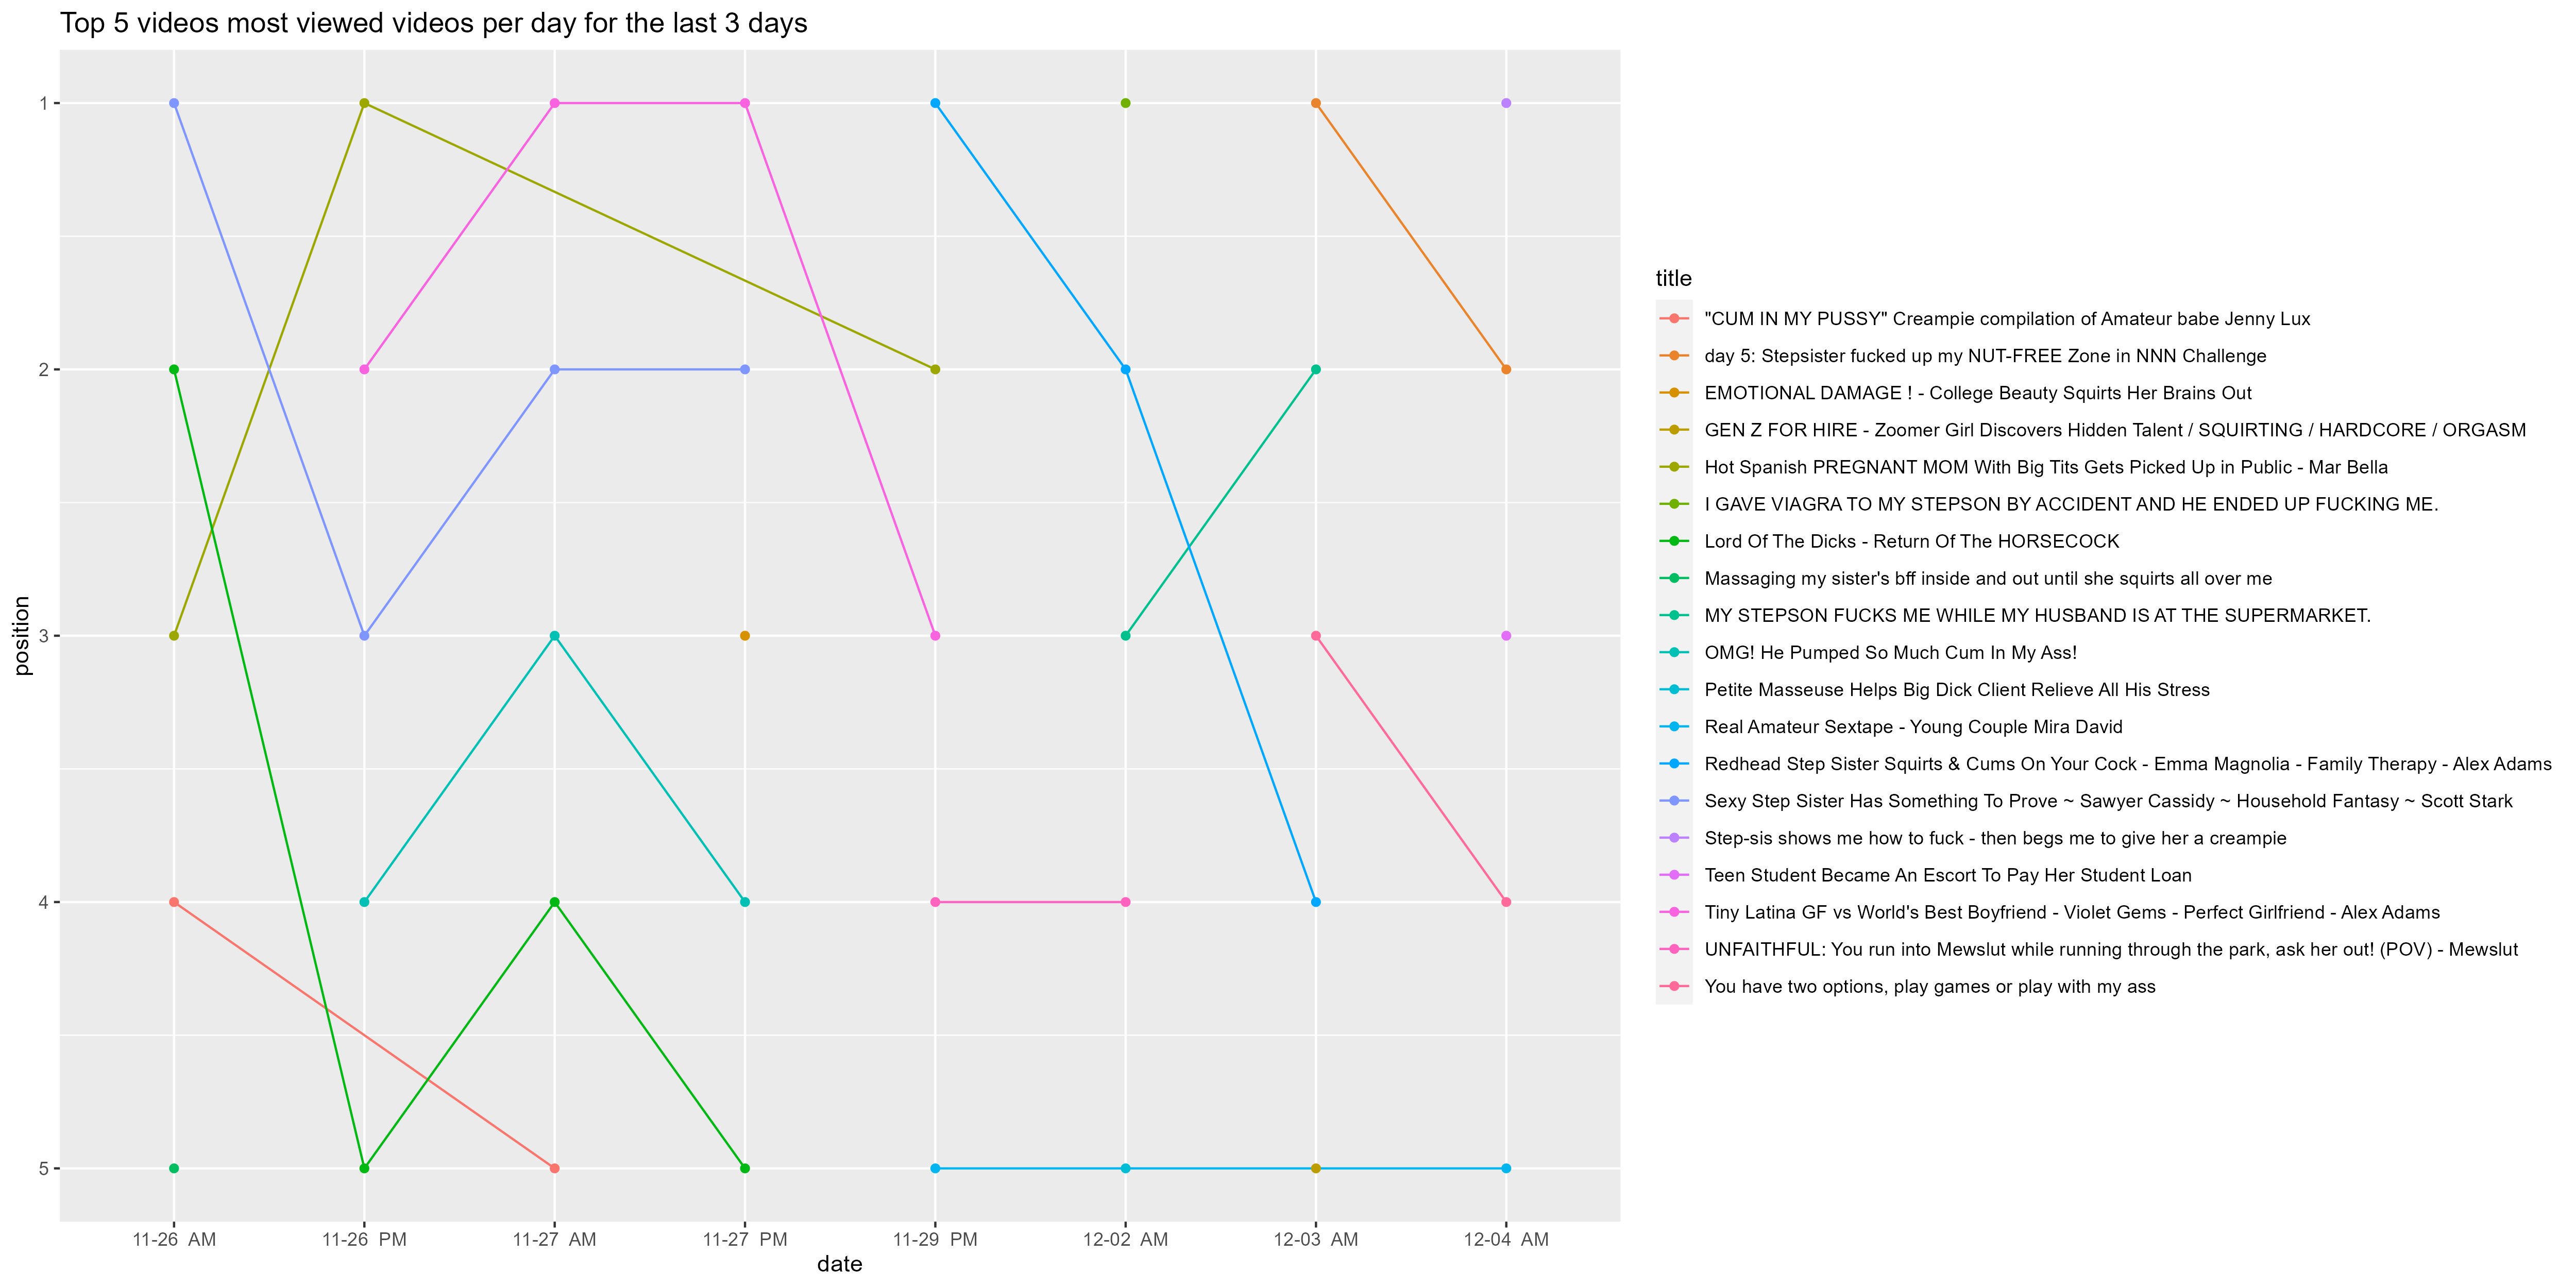 Top 5 videos most viewed videos per day for the last 3 days
1
2
3
4
5
position
11-26 AM
11-26 PM
11-27 AM
11-27 PM
11-29 PM
12-02 AM
12-03 AM
12-04 AM
date
title
"CUM IN MY PUSSY" Creampie compilation of Amateur babe Jenny Lux
day 5: Stepsister fucked up my NUT-FREE Zone in NNN Challenge
EMOTIONAL DAMAGE ! - College Beauty Squirts Her Brains Out
GEN Z FOR HIRE - Zoomer Girl Discovers Hidden Talent / SQUIRTING / HARDCORE / ORGASM
Hot Spanish PREGNANT MOM With Big Tits Gets Picked Up in Public - Mar Bella
I GAVE VIAGRA TO MY STEPSON BY ACCIDENT AND HE ENDED UP FUCKING ME.
Lord Of The Dicks - Return Of The HORSECOCK
Massaging my sister's bff inside and out until she squirts all over me
MY STEPSON FUCKS ME WHILE MY HUSBAND IS AT THE SUPERMARKET.
OMG! He Pumped So Much Cum In My Ass!
Petite Masseuse Helps Big Dick Client Relieve All His Stress
Real Amateur Sextape - Young Couple Mira David
Redhead Step Sister Squirts & Cums On Your Cock - Emma Magnolia - Family Therapy - Alex Adams
Sexy Step Sister Has Something To Prove ~ Sawyer Cassidy ~ Household Fantasy ~ Scott Stark
Step-sis shows me how to fuck - then begs me to give her a creampie
Teen Student Became An Escort To Pay Her Student Loan
Tiny Latina GF vs World's Best Boyfriend - Violet Gems - Perfect Girlfriend - Alex Adams
UNFAITHFUL: You run into Mewslut while running through the park, ask her out! (POV) - Mewslut
You have two options, play games or play with my ass